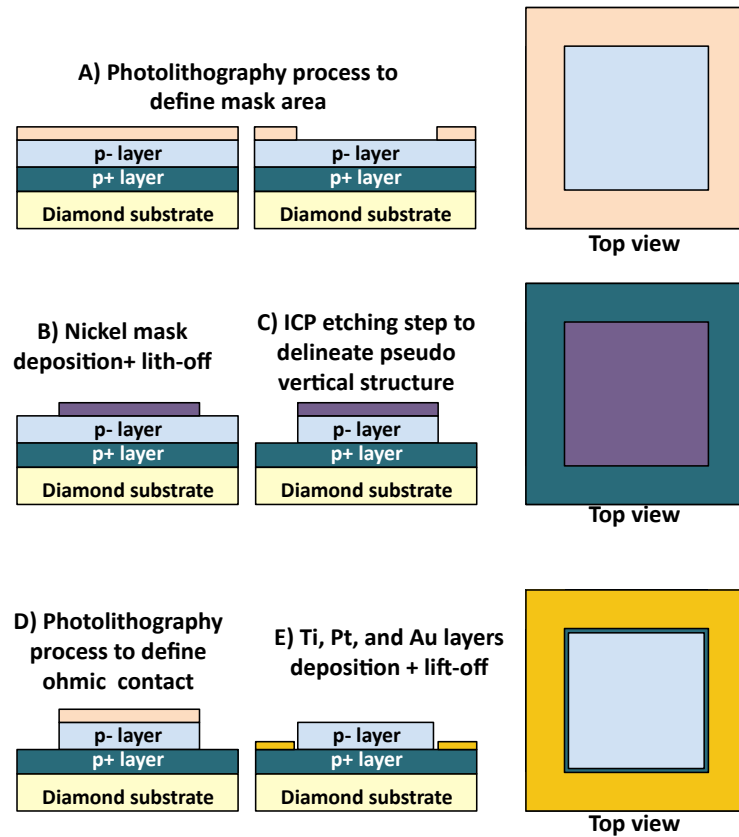 A) Photolithography process to
define mask area
p- layer
p+ layer
Diamond substrate
p- layer
p+ layer
Diamond substrate
Top view
B) Nickel mask
deposition+ lith-off
p- layer
p+ layer
Diamond substrate
C) ICP etching step to
delineate pseudo
vertical structure
p- layer
p+ layer
Diamond substrate
Top view
D) Photolithography
process to define
ohmic contact
p- layer
p+ layer
Diamond substrate
E) Ti, Pt, and Au layers
deposition + lift-off
p- layer
p+ layer
Diamond substrate
Top view